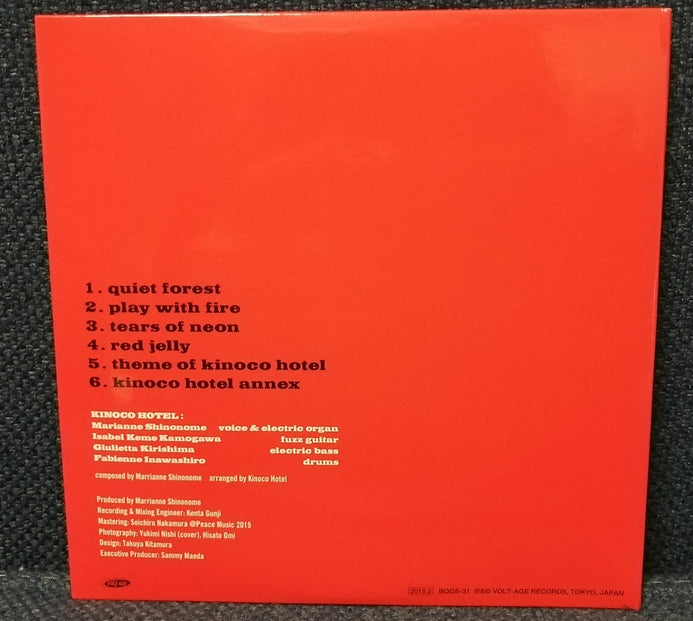 1. quiet forest
2. play with fire
3. tears of neon
4. red jelly
5. theme of kinoco hotel
6. kinoco hotel annex
KINOCO HOTEL :
Marianne Shinonome voice & electric organ
Isabel Keme Kamogawa fuzz guitar
Giulietta Kirishima electric bass
Fabienne Inawashiro drums
composed by Marrianne Shinonome arranged by Kinoco Hotel
Produced by Marrianne Shinonome
Recording & Mixing Engineer: Kenta Gunji
Mastering: Soichiro Nakamura @Peace Music 2015
Photography: Yukimi Nishi (cover), Hisato Omi
Design: Takuya Kitamura
Executive Producer: Sammy Maeda
2015.2 BQGS-31 ℗&© VOLT-AGE RECORDS, TOKYO, JAPAN